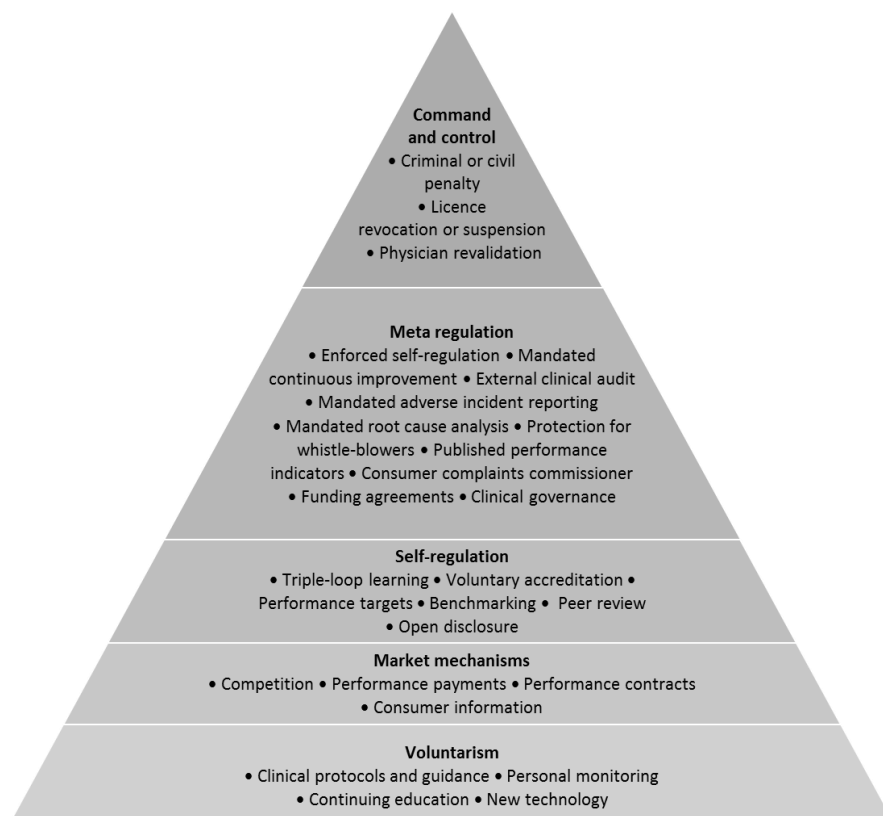 Command
and control
• Criminal or civil
penalty
• Licence
revocation or suspension
• Physician revalidation
Meta regulation
• Enforced self-regulation • Mandated
continuous improvement • External clinical audit
• Mandated adverse incident reporting
• Mandated root cause analysis • Protection for
whistle-blowers • Published performance
indicators • Consumer complaints commissioner
• Funding agreements • Clinical governance
Self-regulation
• Triple-loop learning • Voluntary accreditation •
Performance targets • Benchmarking • Peer review
• Open disclosure
Market mechanisms
• Competition • Performance payments • Performance contracts
• Consumer information
Voluntarism
• Clinical protocols and guidance • Personal monitoring
• Continuing education • New technology